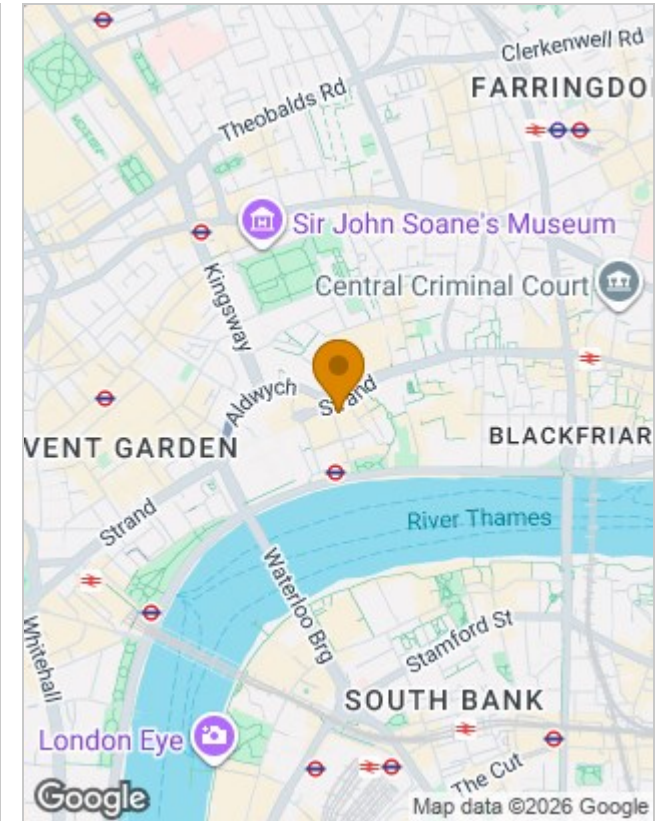 Clerkenwell Rd
FARRINGDO
Theobalds Rd
Sir John Soane's Museum
Central Criminal Court
Kingsway
Aldwych
Strand
VENT GARDEN
BLACKFRIAR
Strand
River Thames
Waterloo Brg
Stamford St
Whitehall
SOUTH BANK
London Eye
The Cut
Google
Map data ©2026 Google